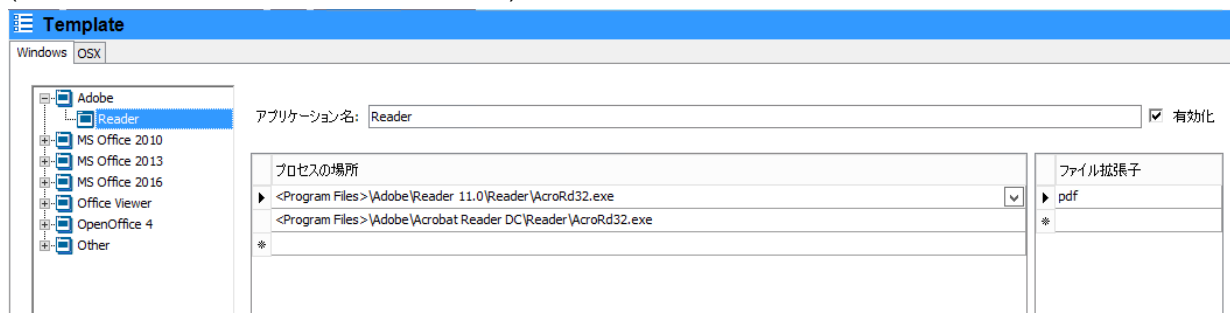 Template
Windows OSX
Adobe
Reader
MS Office 2010
MS Office 2013
MS Office 2016
Office Viewer
OpenOffice 4
Other
アプリケーション名: Reader 有効化
プロセスの場所
<Program Files>\Adobe\Reader 11.0\Reader\AcroRd32.exe
<Program Files>\Adobe\Acrobat Reader DC\Reader\AcroRd32.exe
ファイル拡張子
pdf